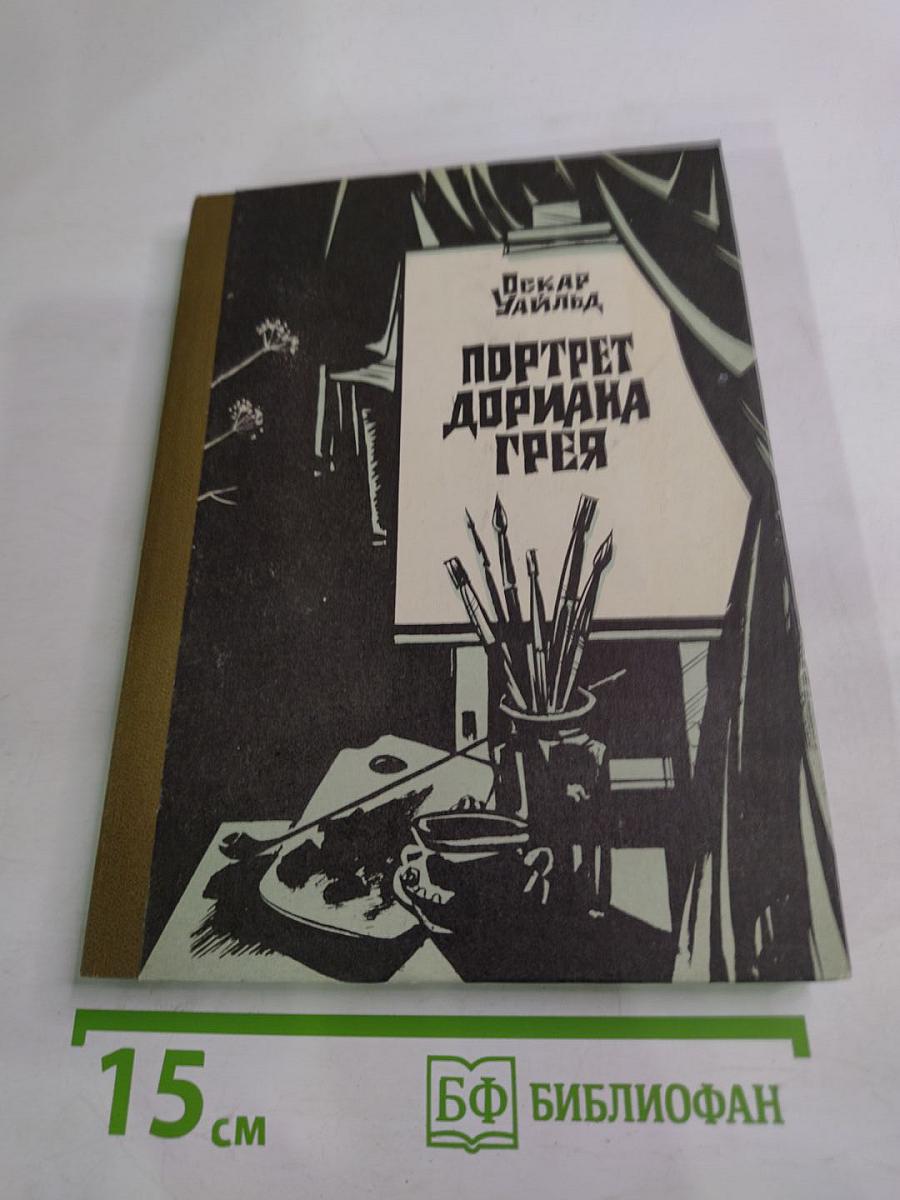 Оскар
Уайльд
ПОРТРЕТ
ДОРИАНА
ГРЕЯ
15 см
БФ БИБЛИОФАН